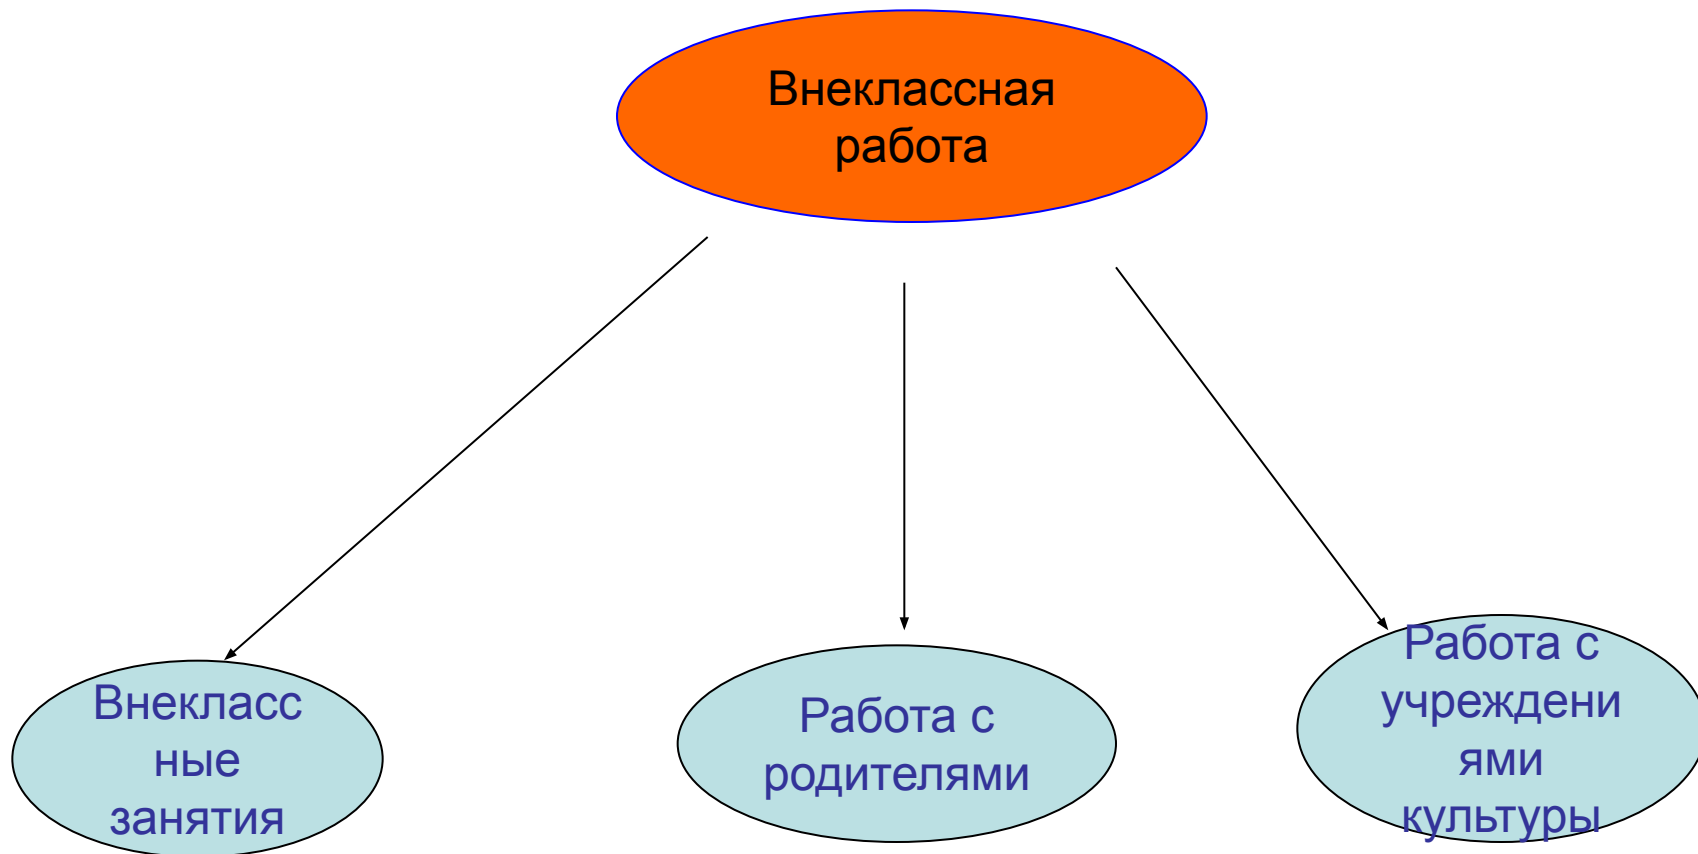 Внеклассная
работа
Внекласс
ные
занятия
Работа с
родителями
Работа с
учреждени
ями
культуры